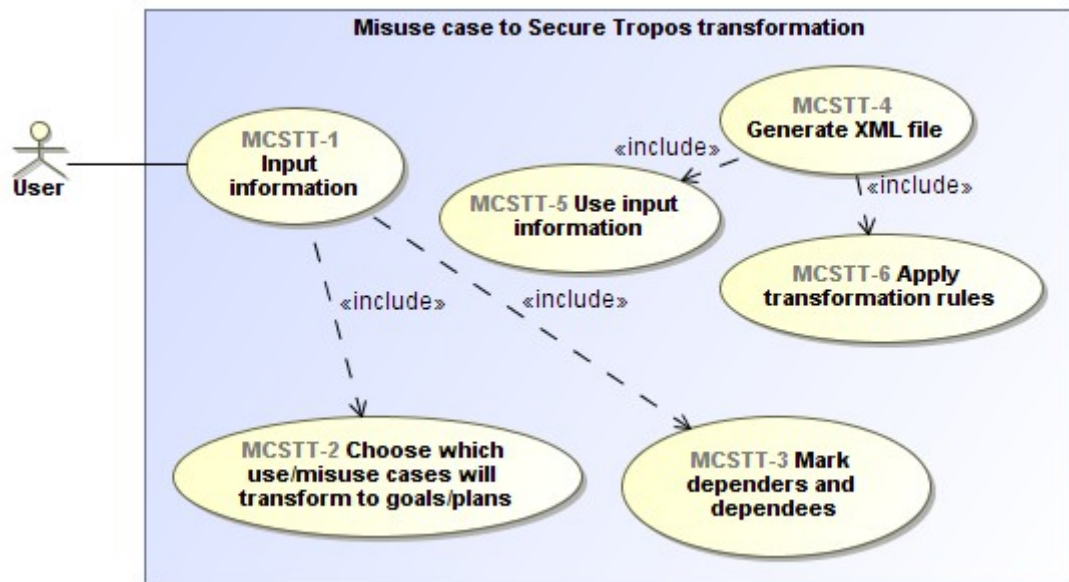 Misuse case to Secure Tropos transformation
User
MCSTT-1
Input
information
MCSTT-4
Generate XML file
«include»
«include»
MCSTT-5 Use input
information
MCSTT-6 Apply
transformation rules
«include»
«include»
MCSTT-2 Choose which
use/misuse cases will
transform to goals/plans
MCSTT-3 Mark
dependers and
dependees